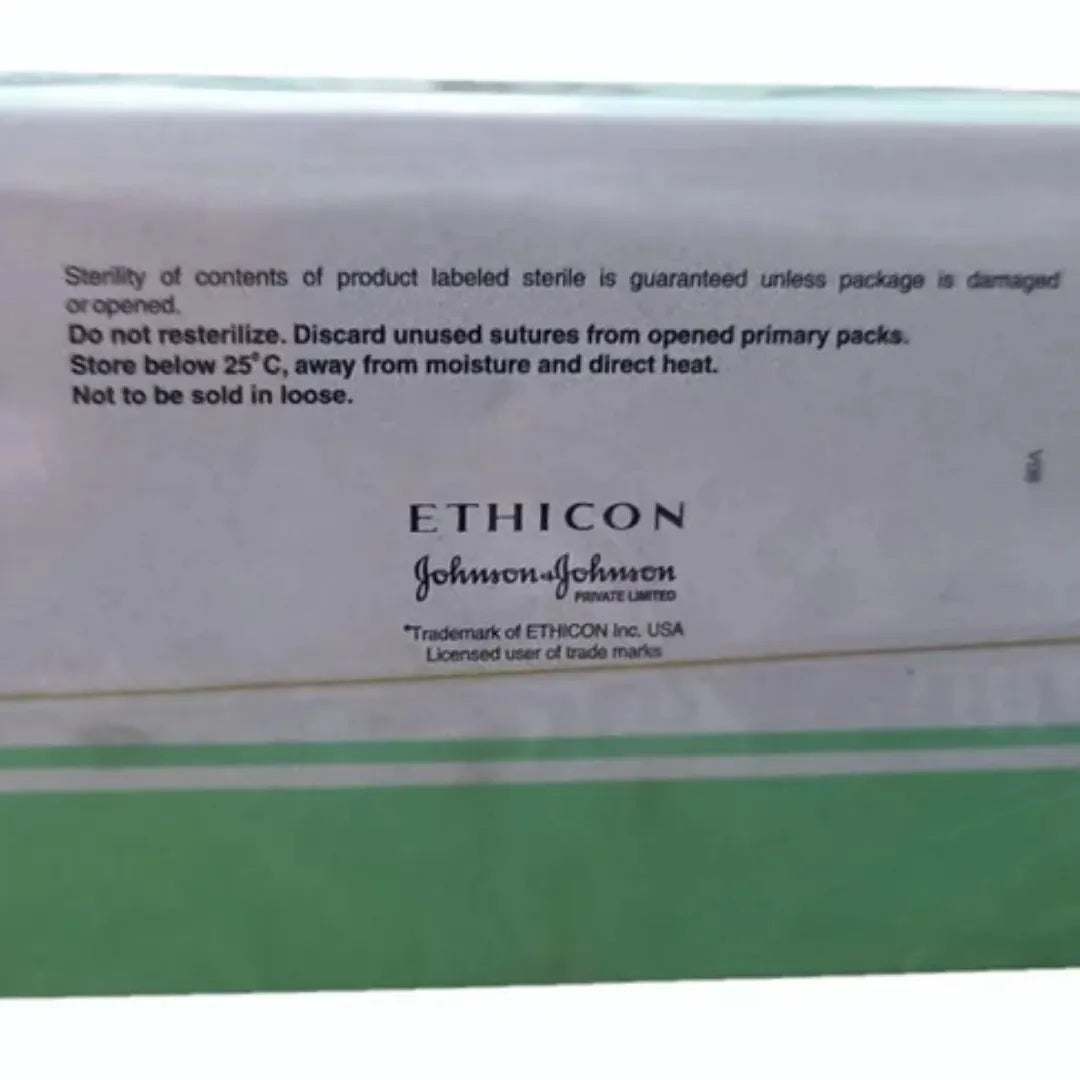 Sterility of contents of product labeled sterile is guaranteed unless package is damaged
or opened.
Do not resterilize. Discard unused sutures from opened primary packs.
Store below 25°C, away from moisture and direct heat.
Not to be sold in loose.
ETHICON
Johnson&Johnson
PRIVATE LIMITED
*Trademark of ETHICON Inc. USA
Licensed user of trade marks